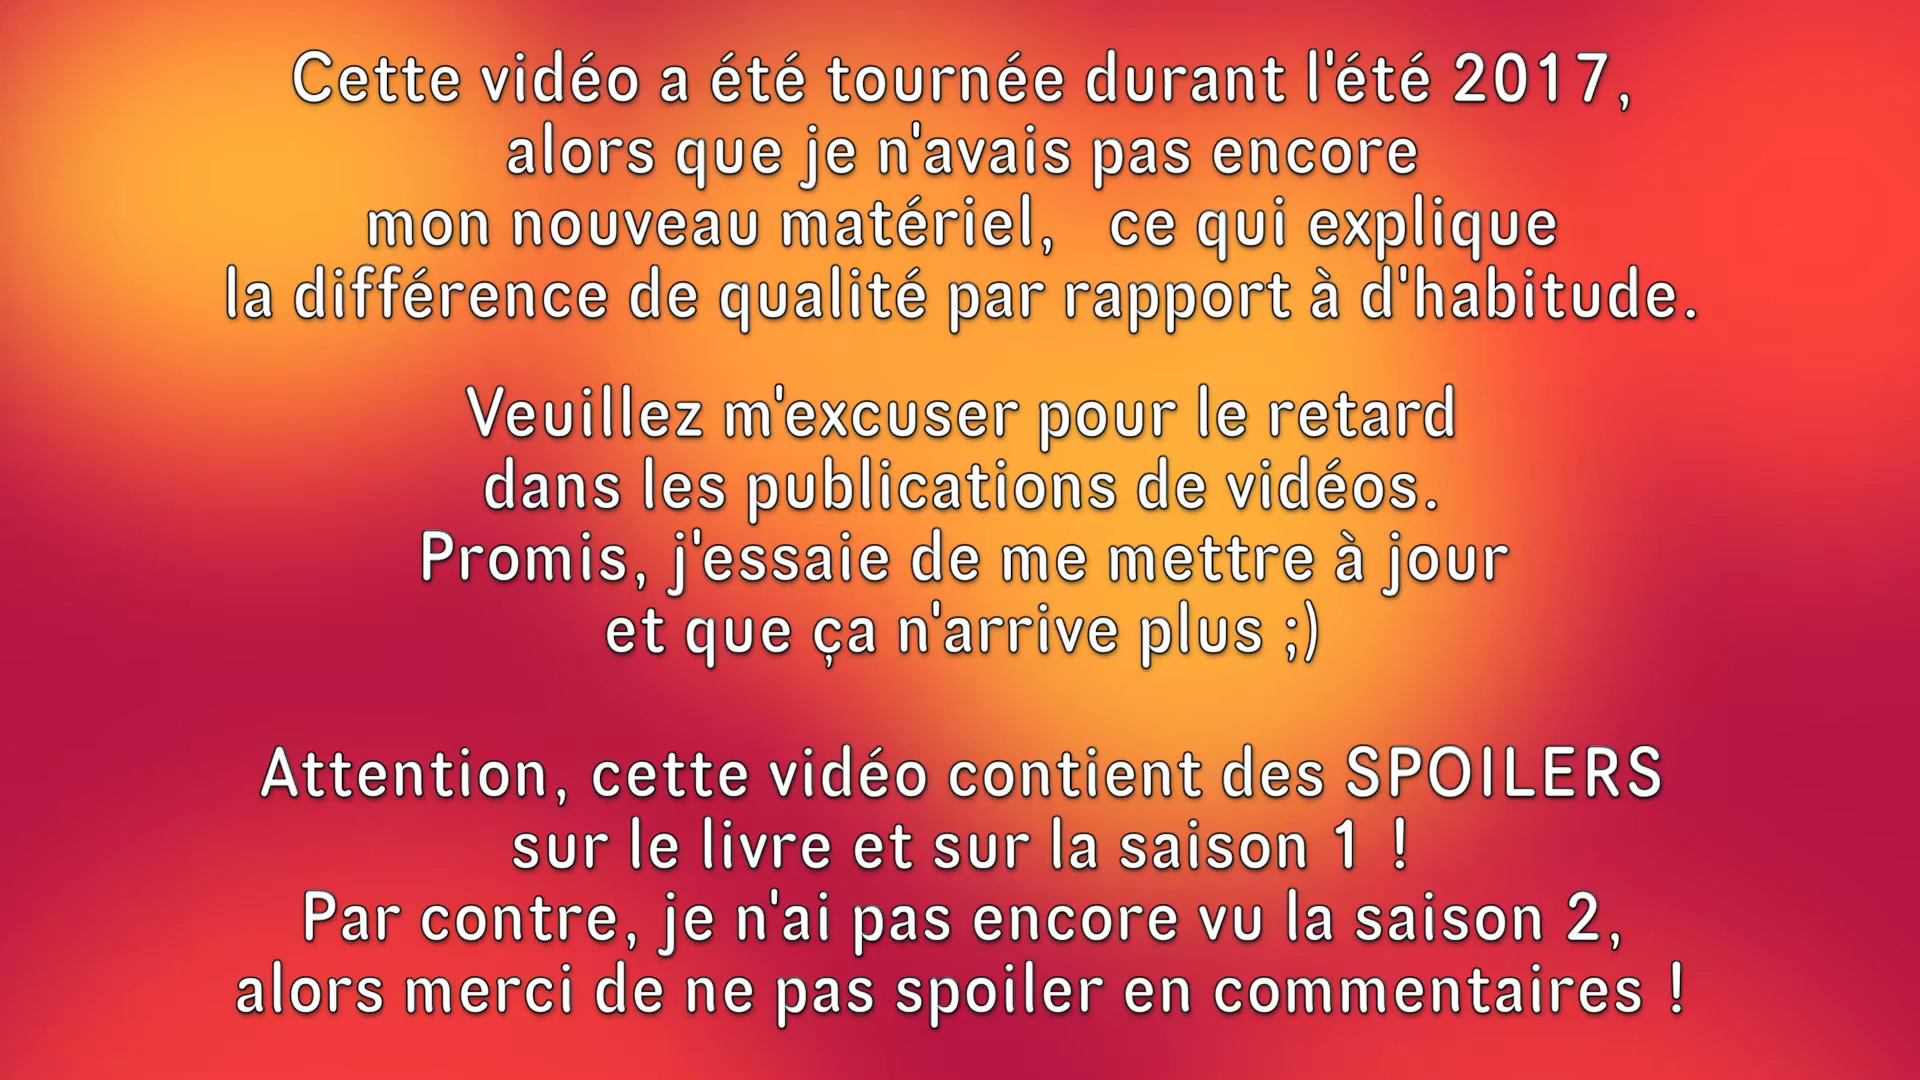 Cette vidéo a été tournée durant l'été 2017,
alors que je n'avais pas encore
mon nouveau matériel, ce qui explique
la différence de qualité par rapport à d'habitude.
Veuillez m'excuser pour le retard
dans les publications de vidéos.
Promis, j'essaie de me mettre à jour
et que ça n'arrive plus ;)
Attention, cette vidéo contient des SPOILERS
sur le livre et sur la saison 1 !
Par contre, je n'ai pas encore vu la saison 2,
alors merci de ne pas spoiler en commentaires !